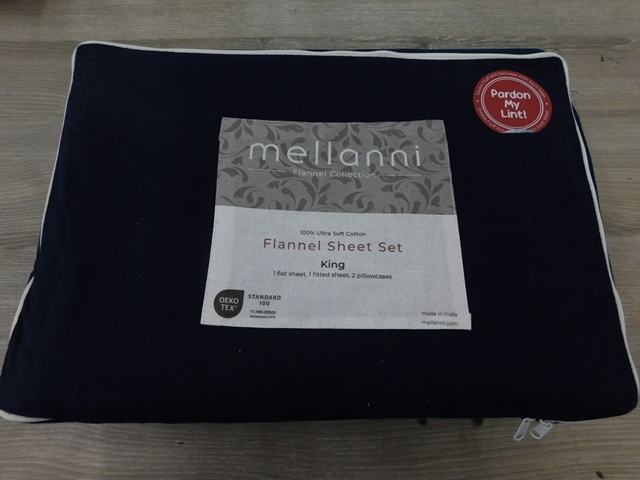 Pardon
My
Lint!
mellanni
Flannel Collection
100% Ultra Soft Cotton
Flannel Sheet Set
King
1 flat sheet, 1 fitted sheet, 2 pillowcases
OEKO
TEX®
STANDARD
100
Made in India
mellanni.com